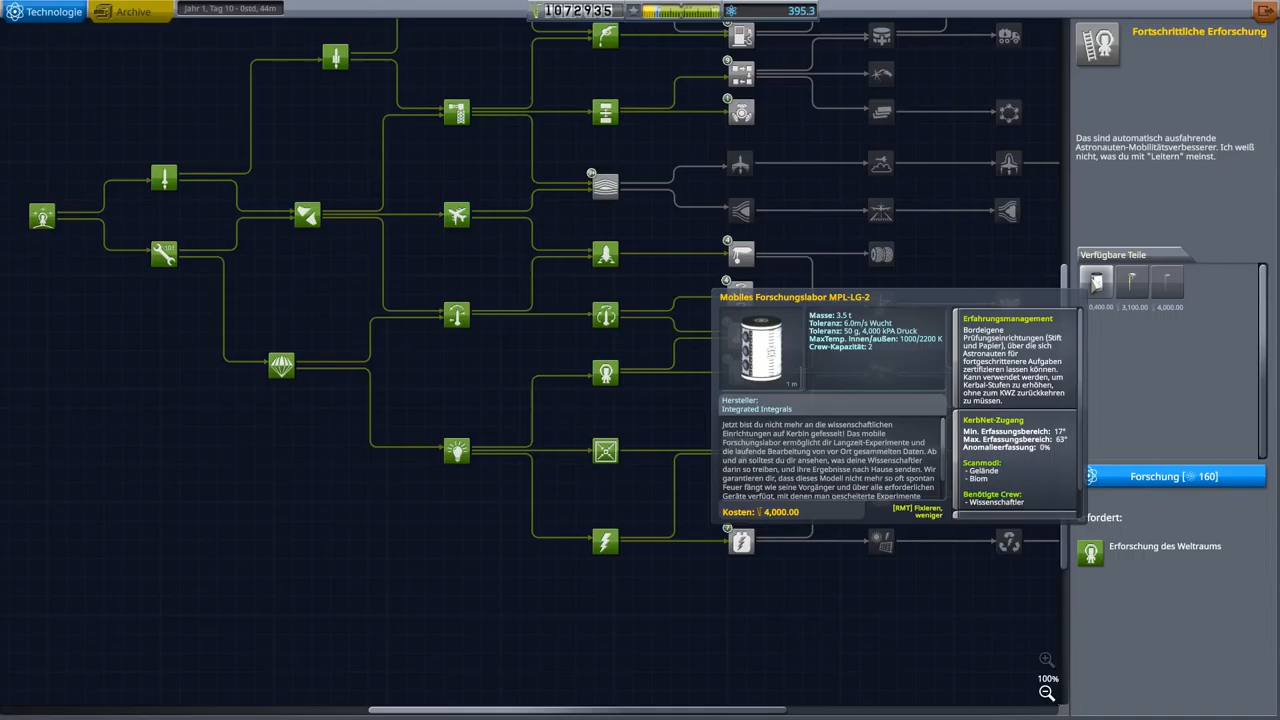 Technologie
Archive
Jahr 1, Tag 10 - 0std, 44m
1072935
395.3
Fortschrittliche Erforschung
Das sind automatisch ausfahrende
Astronauten-Mobilitätsverbesserer. Ich weiß
nicht, was du mit "Leitern" meinst.
9
1
4
4
101
Verfügbare Teile
0,400.00
3,100.00
4,000.00
Mobiles Forschungslabor MPL-LG-2
Masse: 3.5 t
Toleranz: 6.0m/s Wucht
Toleranz: 50 g, 4,000 kPA Druck
MaxTemp. Innen/außen: 1000/2200 K
Crew-Kapazität: 2
1 m
Hersteller:
Integrated Integrals
Jetzt bist du nicht mehr an die wissenschaftlichen
Einrichtungen auf Kerbin gefesselt! Das mobile
Forschungslabor ermöglicht dir Langzeit-Experimente
und die laufende Bearbeitung von vor Ort gesammelten Daten. Ab
und an solltest du dir ansehen, was deine Wissenschaftler
darin so treiben, und ihre Ergebnisse nach Hause senden. Wir
garantieren dir, dass dieses Modell nicht mehr so oft spontan
Feuer fängt wie seine Vorgänger und über alle erforderlichen
Geräte verfügt, mit denen man gescheiterte Experimente
Kosten: 4,000.00
[RMT] Fixieren,
weniger
Erfahrungsmanagement
Bordeigene
Prüfungseinrichtungen (Stift
und Papier), über die sich
Astronauten für
fortgeschrittenere Aufgaben
zertifizieren lassen können.
Kann verwendet werden, um
Kerbal-Stufen zu erhöhen,
ohne zum KWZ zurückkehren
zu müssen.
KerbNet-Zugang
Min. Erfassungsbereich: 17°
Max. Erfassungsbereich: 63°
Anomalieerfassung: 0%
Scanmodi:
- Gelände
- Biom
Benötigte Crew:
- Wissenschaftler
Forschung [ 160]
fordert:
Erforschung des Weltraums
7
100%